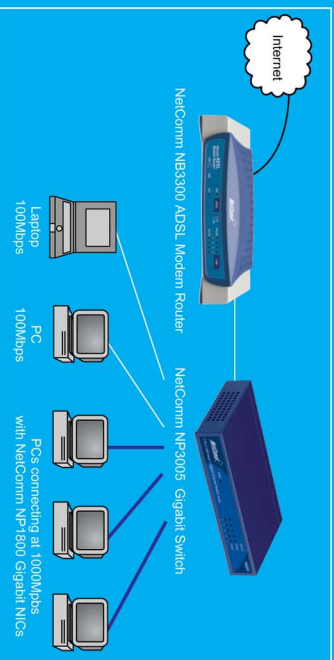 Internet
NetComm NB3300 ADSL Modem Router
NetComm NP3005 Gigabit Switch
Laptop
100Mbps
PC
100Mbps
PCs connecting at 1000Mpbs
with NetComm NP1800 Gigabit NICs